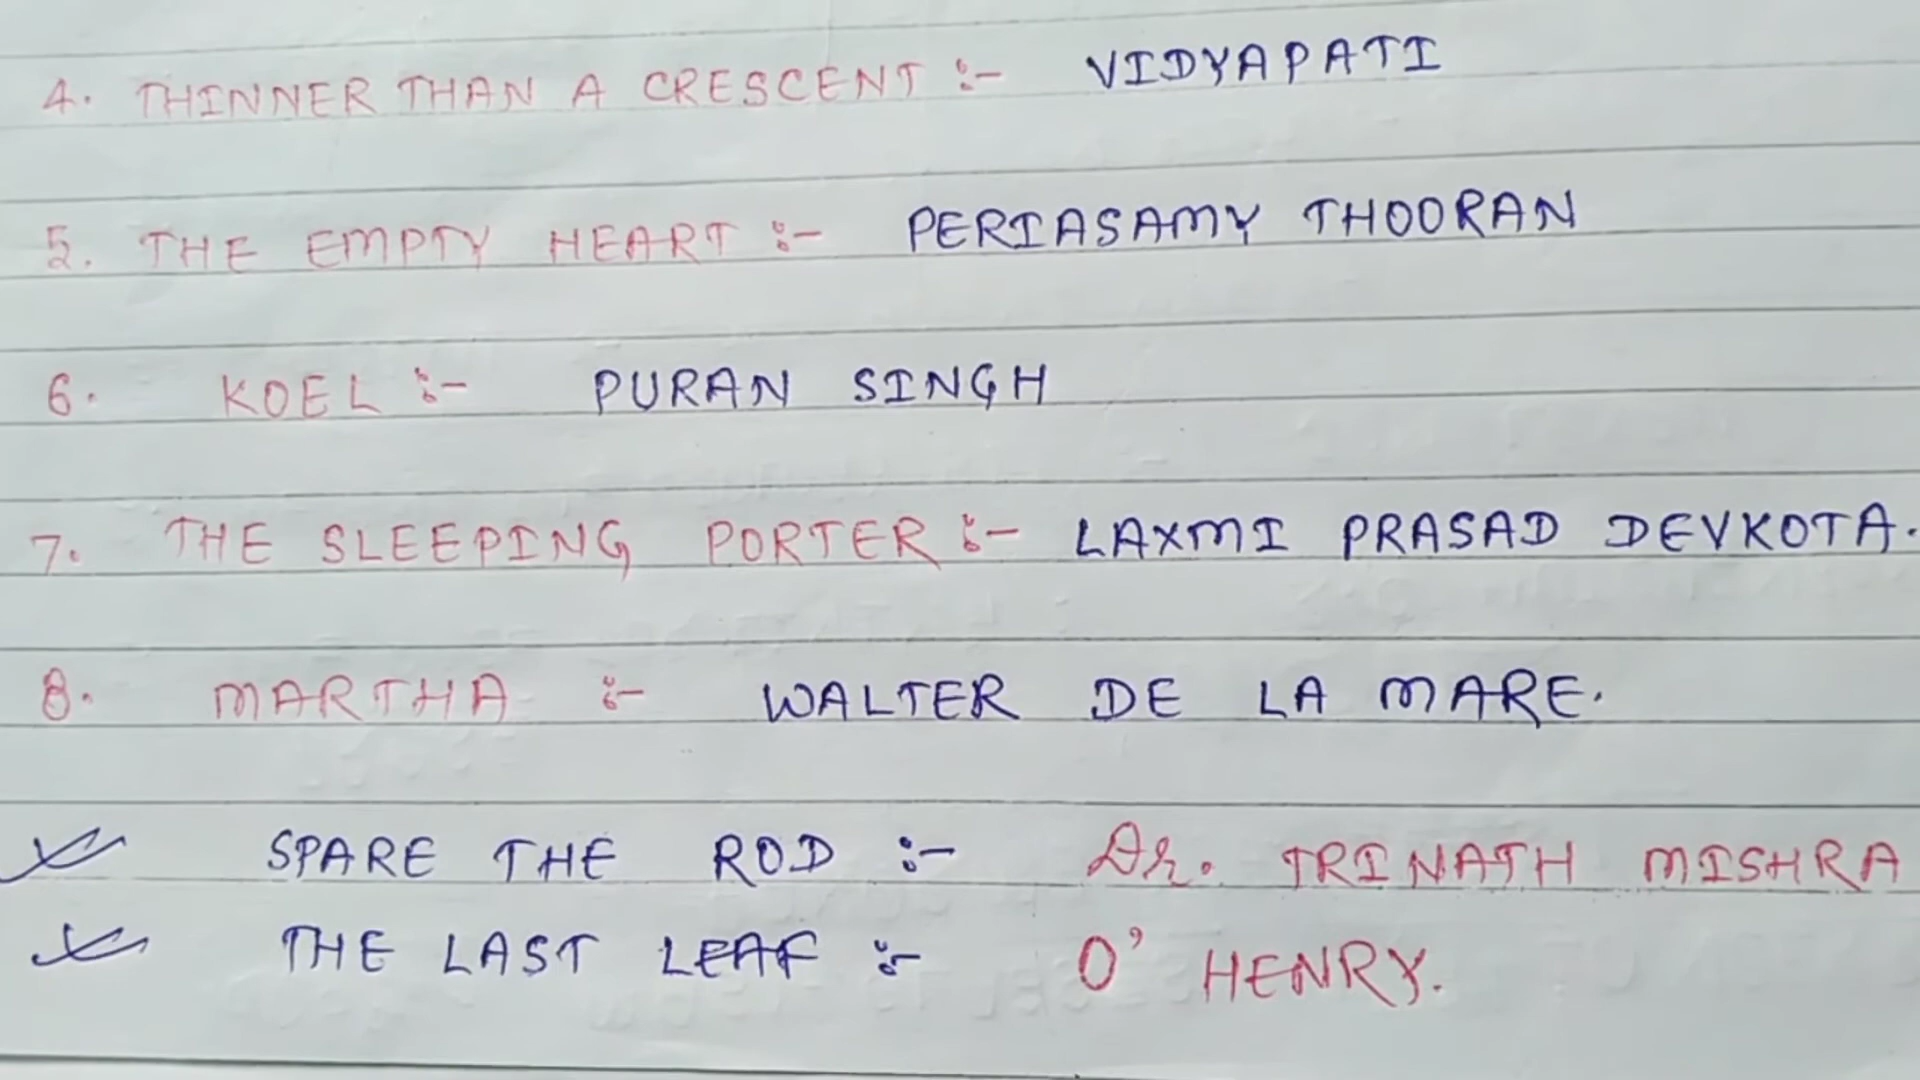 4. THINNER THAN A CRESCENT :- VIDYAPATI
5. THE EMPTY HEART :- PERIASAMY THOORAN
6. KOEL :- PURAN SINGH
7. THE SLEEPING PORTER :- LAXMI PRASAD DEVKOTA.
8. MARTHA :- WALTER DE LA MARE.
SPARE THE ROD :- Dr. TRINATH MISHRA
THE LAST LEAF :- O' HENRY.